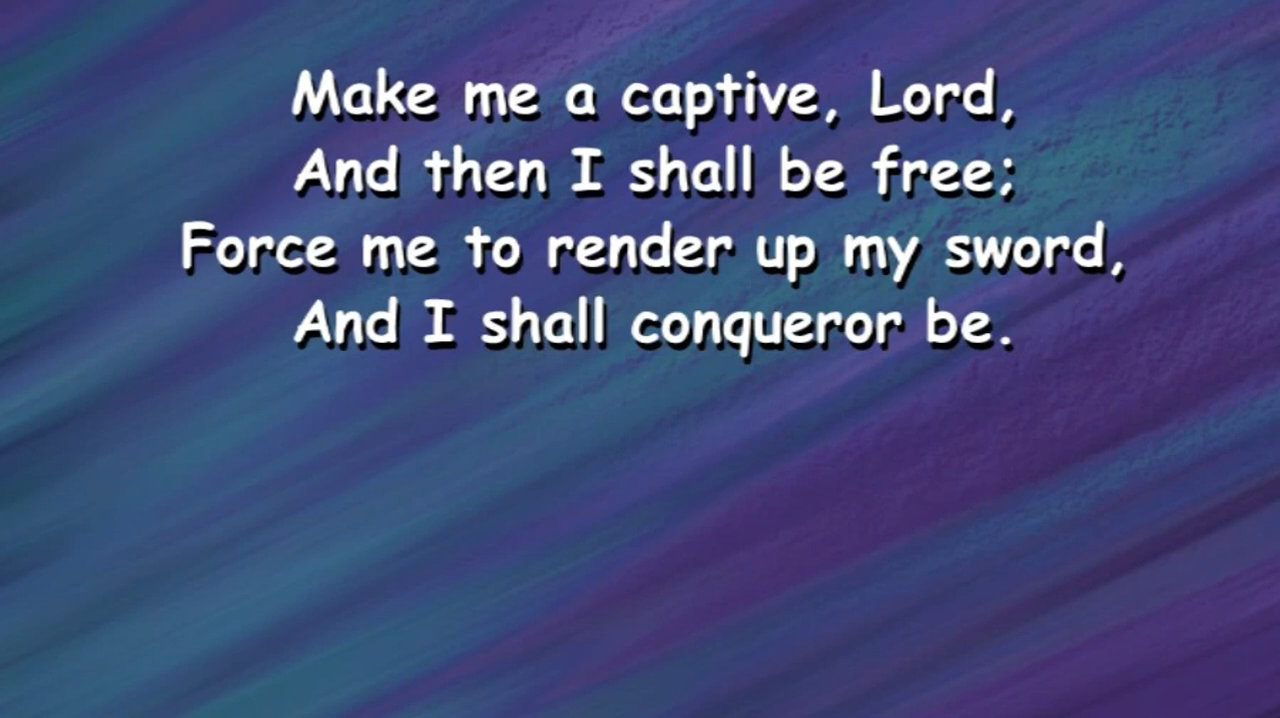 Make me a captive, Lord,
And then I shall be free;
Force me to render up my sword,
And I shall conqueror be.